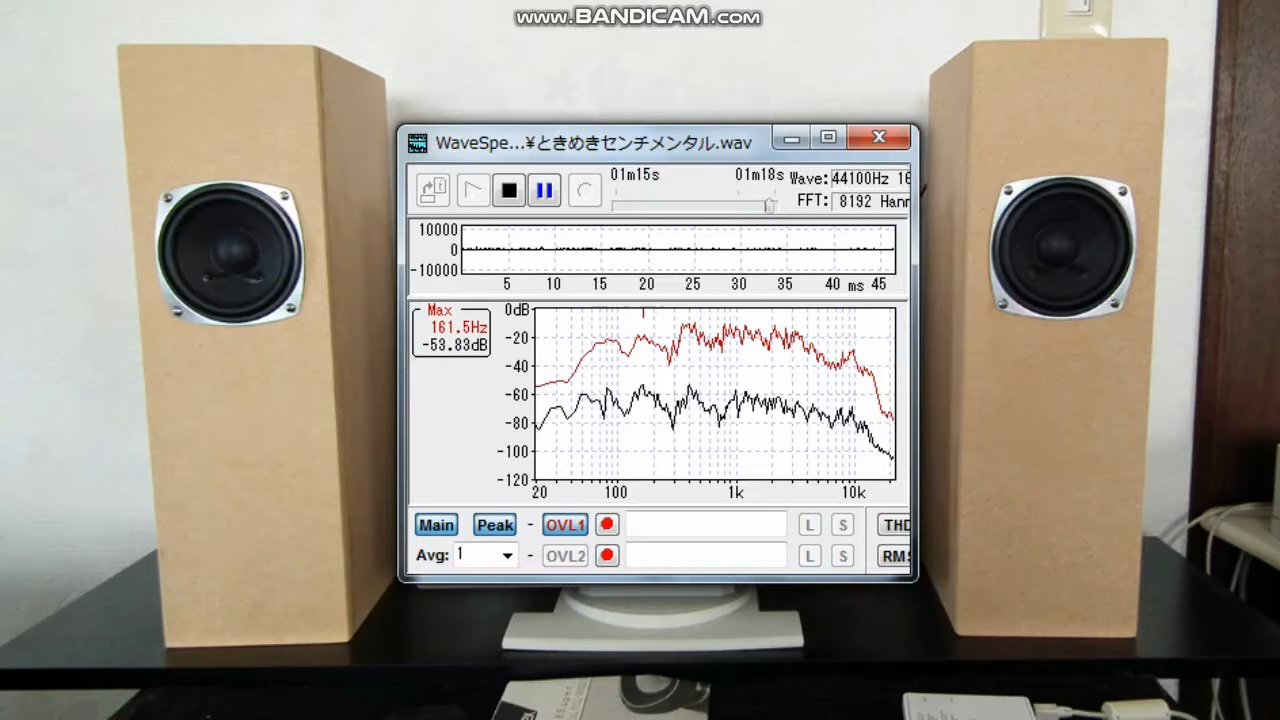 www.BANDICAM.com
WaveSpe...¥ときめきセンチメンタル.wav
01m15s 01m18s Wave: 44100Hz 16
FFT: 8192 Hann
10000
0
-10000
5 10 15 20 25 30 35 40 ms 45
Max
161.5Hz
-53.83dB
0dB
-20
-40
-60
-80
-100
-120
20 100 1k 10k
Main Peak - OVL1 L S THD
Avg: 1 - OVL2 L S RMS